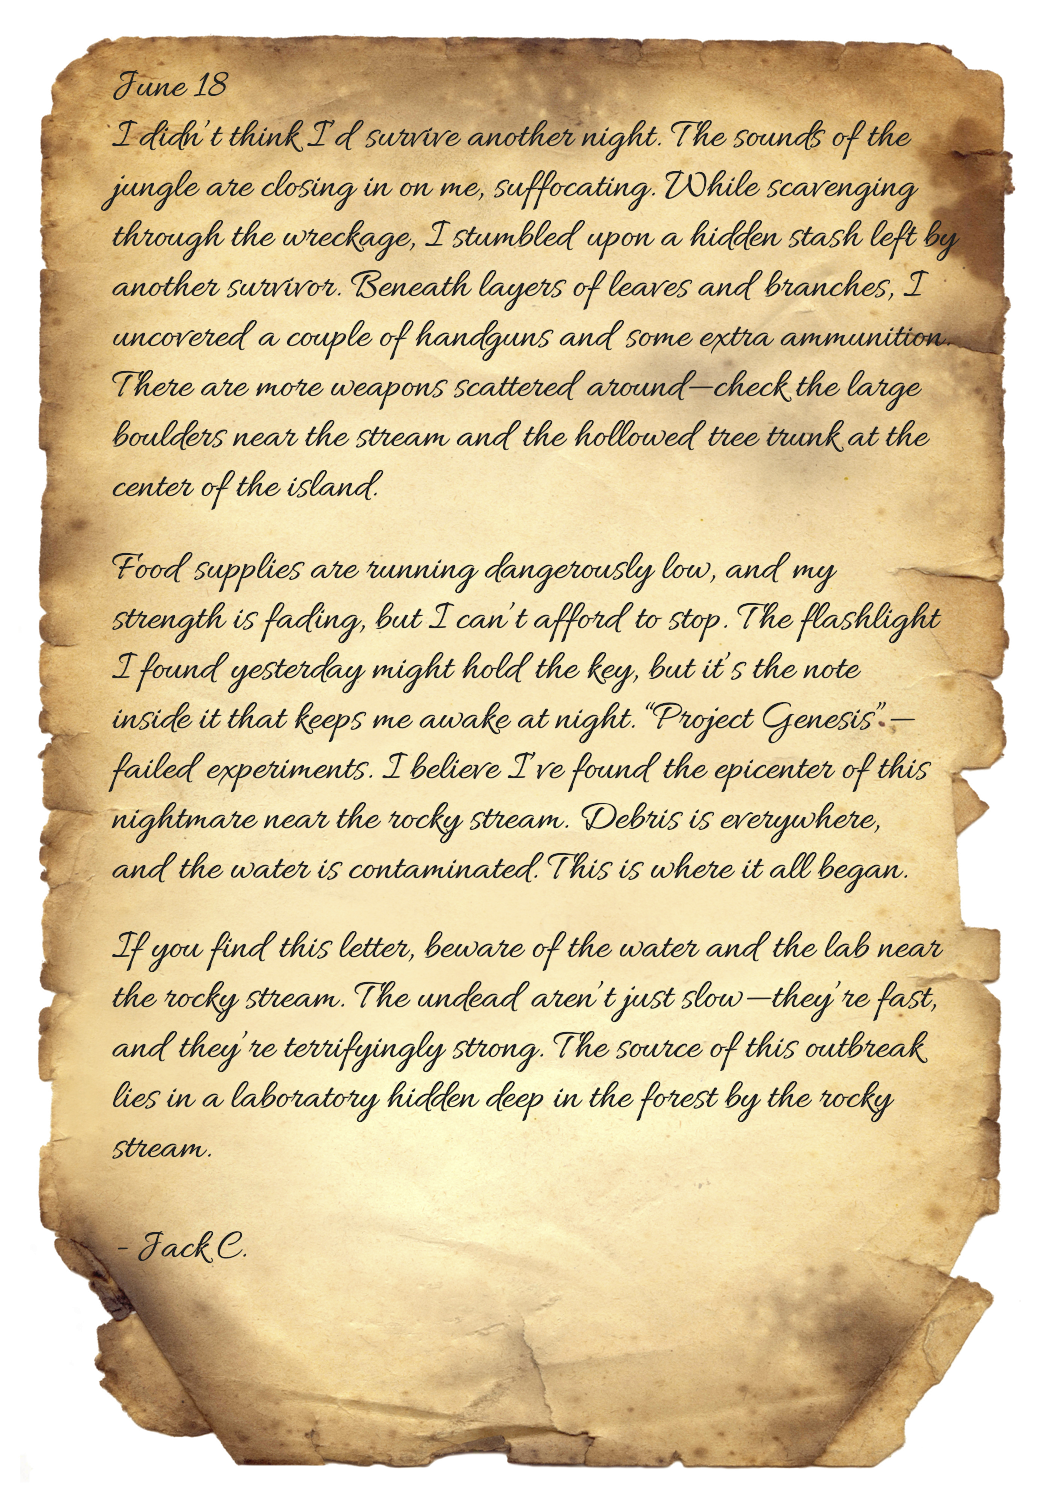 June 18
I didn't think I'd survive another night. The sounds of the
jungle are closing in on me, suffocating. While scavenging
through the wreckage, I stumbled upon a hidden stash left by
another survivor. Beneath layers of leaves and branches, I
uncovered a couple of handguns and some extra ammunition.
There are more weapons scattered around—check the large
boulders near the stream and the hollowed tree trunk at the
center of the island.
Food supplies are running dangerously low, and my
strength is fading, but I can't afford to stop. The flashlight
I found yesterday might hold the key, but it's the note
inside it that keeps me awake at night. “Project Genesis”—
failed experiments. I believe I've found the epicenter of this
nightmare near the rocky stream. Debris is everywhere,
and the water is contaminated. This is where it all began.
If you find this letter, beware of the water and the lab near
the rocky stream. The undead aren't just slow—they're fast,
and they're terrifyingly strong. The source of this outbreak
lies in a laboratory hidden deep in the forest by the rocky
stream.
- Jack C.